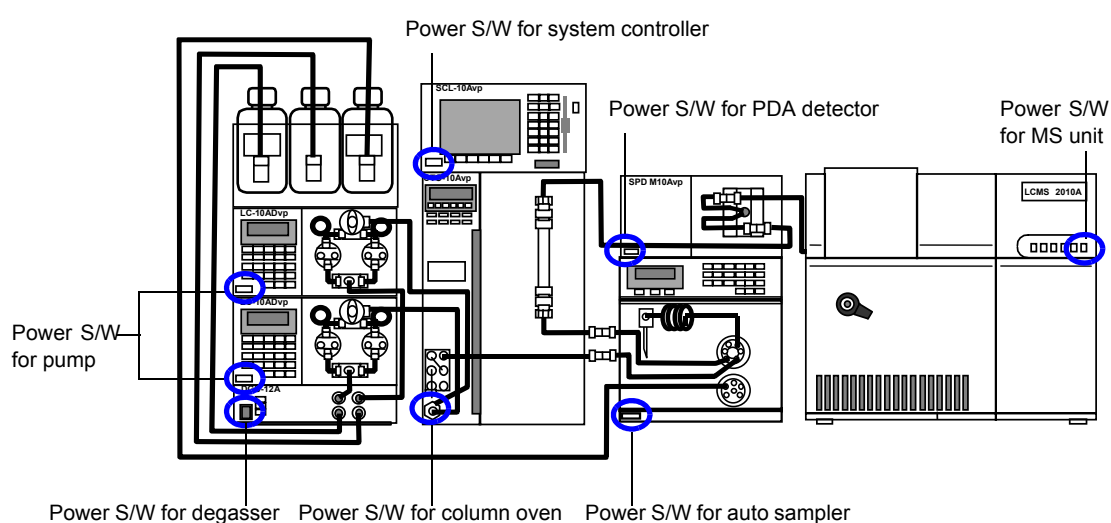 Power S/W for system controller
SCL-10Avp
Power S/W for PDA detector
Power S/W
for MS unit
SPD M10Avp
LCMS 2010A
LC-10ADvp
Power S/W
for pump
Power S/W for degasser
Power S/W for column oven
Power S/W for auto sampler